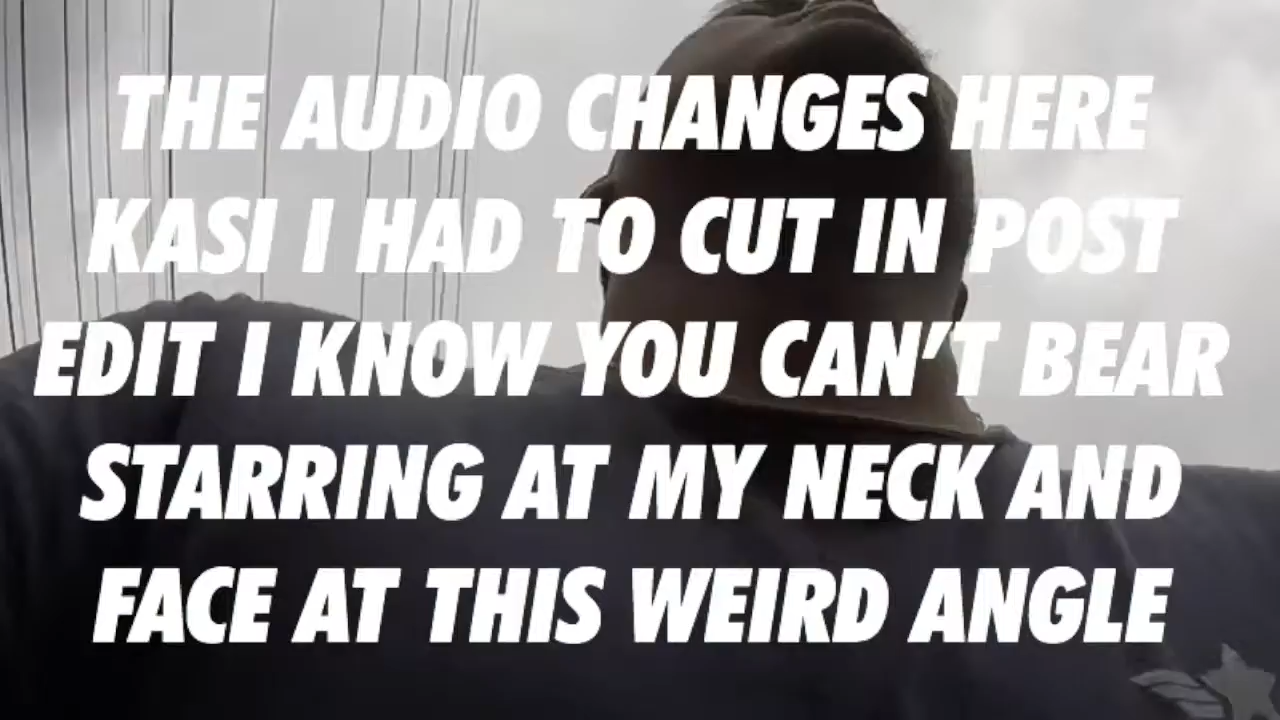 THE AUDIO CHANGES HERE
KASI I HAD TO CUT IN POST
EDIT I KNOW YOU CAN’T BEAR
STARRING AT MY NECK AND
FACE AT THIS WEIRD ANGLE